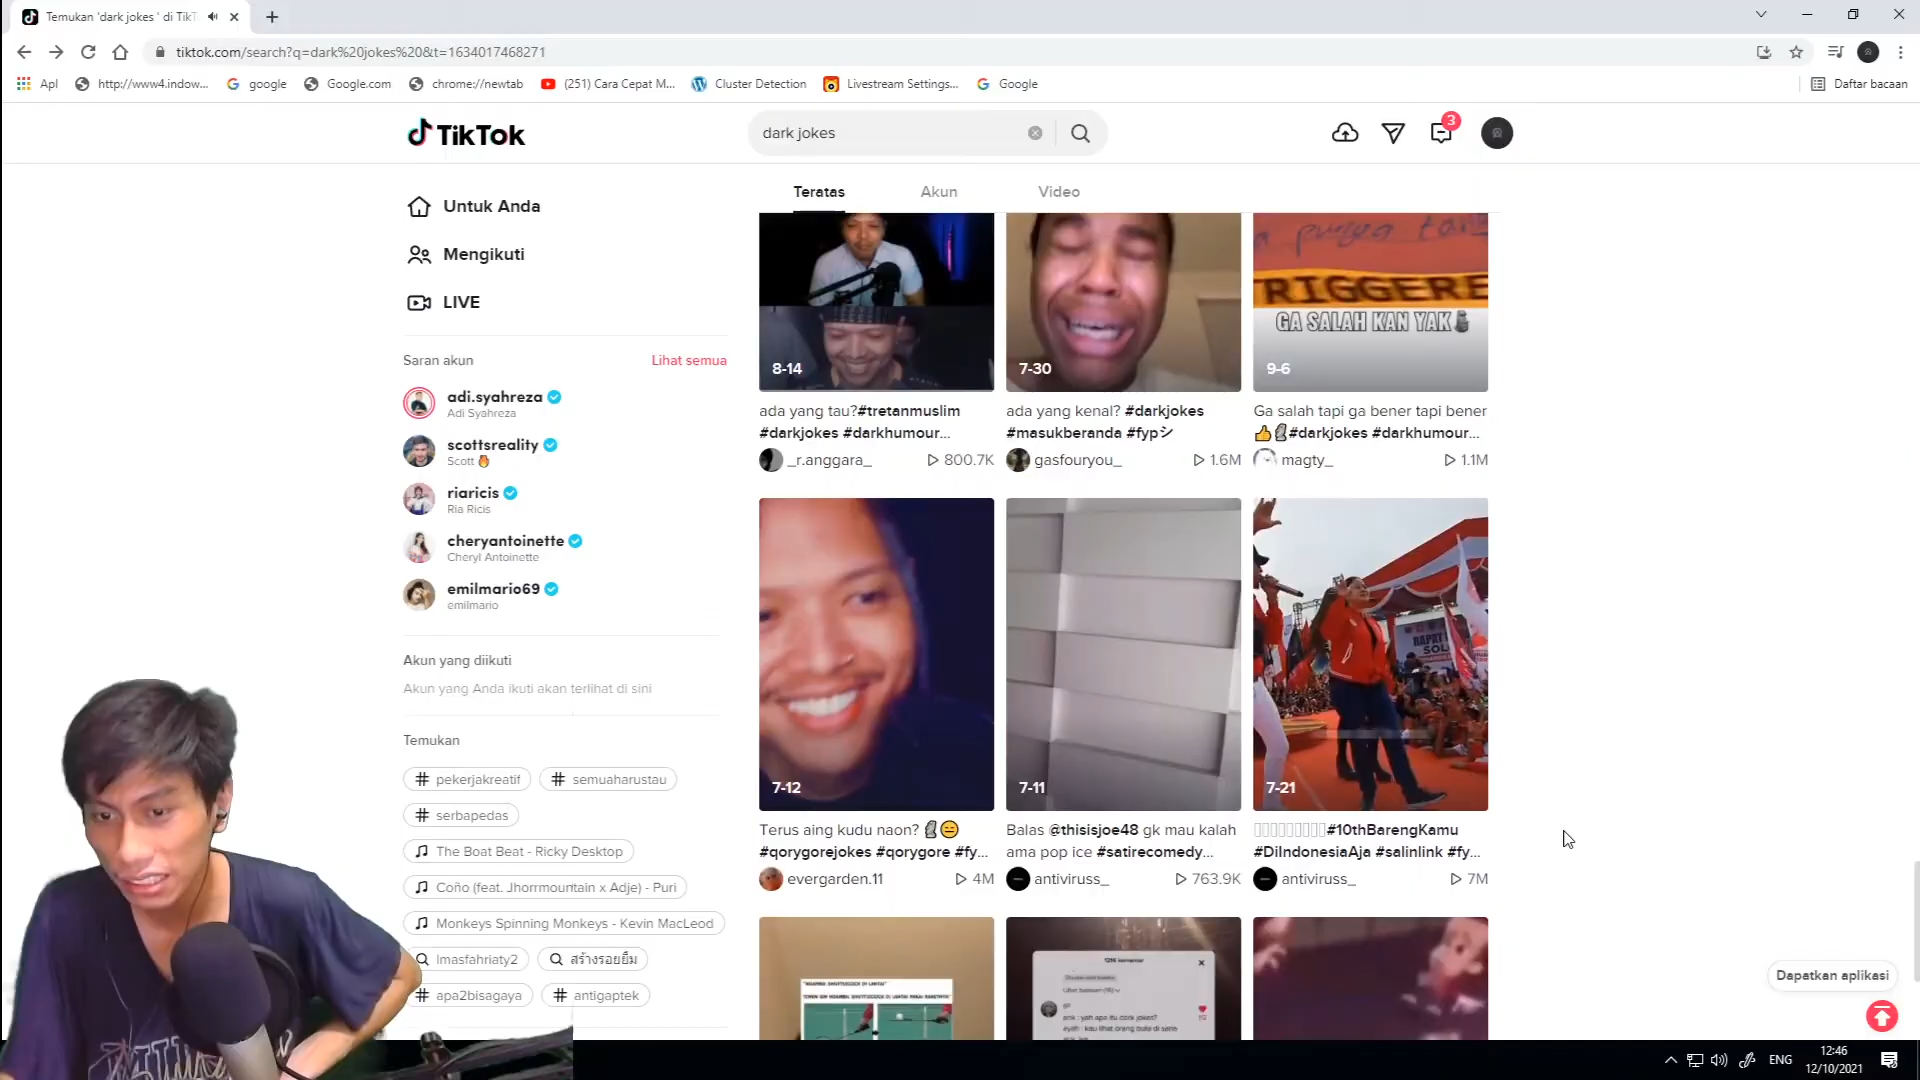 Temukan 'dark jokes ' di TikT
tiktok.com/search?q=dark%20jokes%20&t=1634017468271
Apl
http://www4.indow...
google
Google.com
chrome://newtab
(251) Cara Cepat M...
Cluster Detection
Livestream Settings...
Google
Daftar bacaan
TikTok
dark jokes
3
Teratas
Akun
Video
Untuk Anda
Mengikuti
LIVE
Saran akun
Lihat semua
adi.syahreza
Adi Syahreza
scottsreality
Scott
riaricis
Ria Ricis
cheryantoinette
Cheryl Antoinette
emilmario69
emilmario
Akun yang diikuti
Akun yang Anda ikuti akan terlihat di sini
Temukan
# pekerjakreatif
# semuaharustau
# serbapedas
The Boat Beat - Ricky Desktop
Coño (feat. Jhorrmountain x Adje) - Puri
Monkeys Spinning Monkeys - Kevin MacLeod
lmasfahriaty2
สร้างรอยยิ้ม
# apa2bisagaya
# antigaptek
8-14
ada yang tau?#tretanmuslim
#darkjokes #darkhumour...
_r.anggara_
800.7K
7-30
ada yang kenal? #darkjokes
#masukberanda #fypシ
gasfouryou_
1.6M
RIGGERE
GA SALAH KAN YAK🗿
9-6
Ga salah tapi ga bener tapi bener
👍🗿#darkjokes #darkhumour...
magty_
1.1M
7-12
Terus aing kudu naon? 🗿😑
#qorygorejokes #qorygore #fy...
evergarden.11
4M
7-11
Balas @thisisjoe48 gk mau kalah
ama pop ice #satirecomedy...
antiviruss_
763.9K
7-21
#10thBarengKamu
#DiIndonesiaAja #salinlink #fy...
antiviruss_
7M
Dapatkan aplikasi
ENG
12:46
12/10/2021